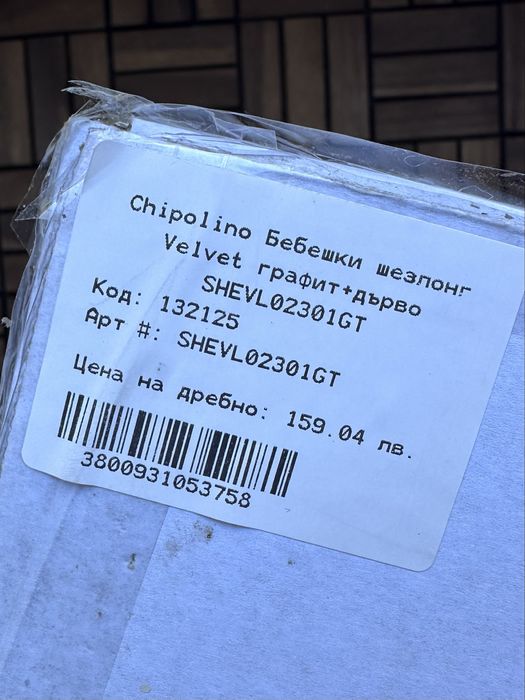 Chipolino Бебешки шезлонг
Velvet графит+дърво
SHEVL02301GT
Код: 132125
Арт #: SHEVL02301GT
Цена на дребно: 159.04 лв.
3800931053758